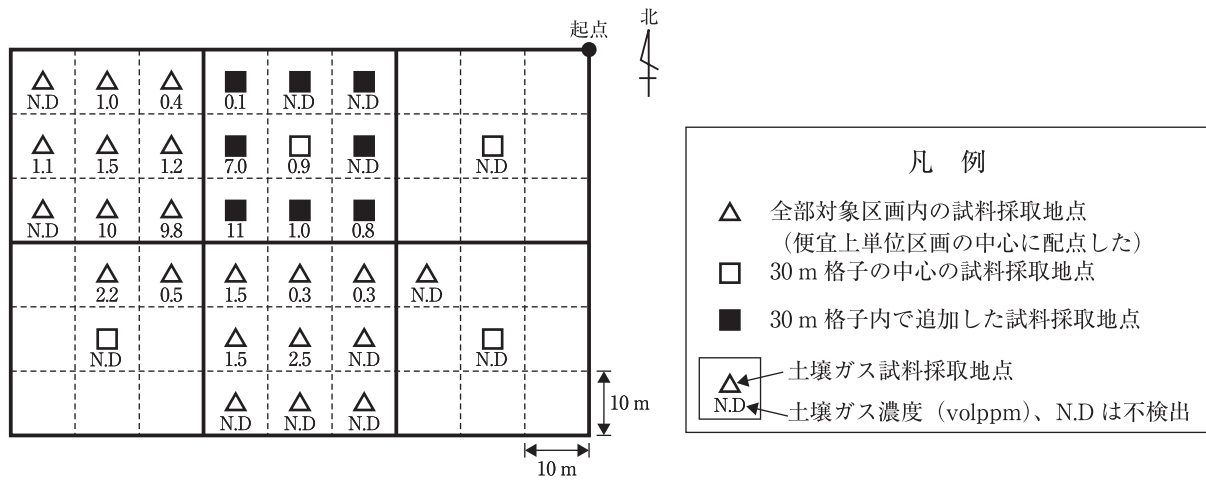 起点
北
N.D 1.0 0.4 0.1 N.D N.D
1.1 1.5 1.2 7.0 0.9 N.D N.D
N.D 10 9.8 11 1.0 0.8
2.2 0.5 1.5 0.3 0.3 N.D
N.D 1.5 2.5 N.D N.D
N.D N.D N.D
10 m
10 m
凡 例
全部対象区画内の試料採取地点
(便宜上単位区画の中心に配点した)
30 m 格子の中心の試料採取地点
30 m 格子内で追加した試料採取地点
土壌ガス試料採取地点
N.D
土壌ガス濃度(volppm)、N.D は不検出